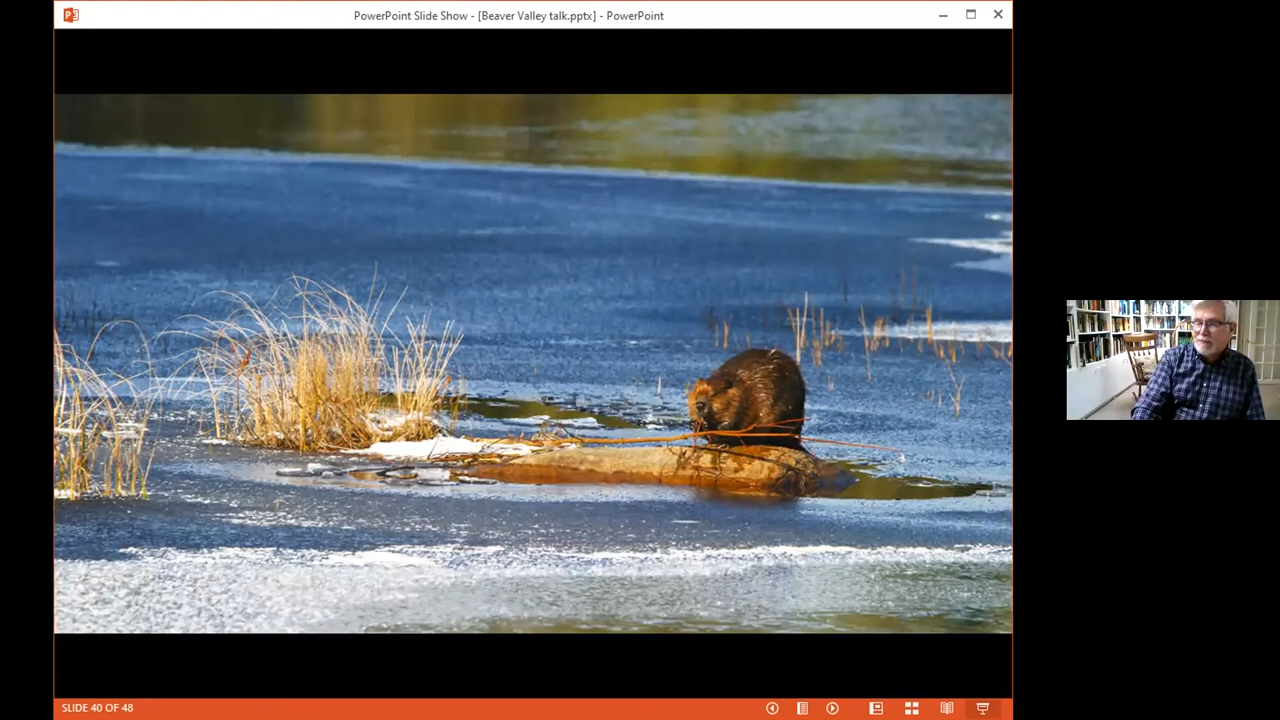 PowerPoint Slide Show - [Beaver Valley talk.pptx] - PowerPoint
SLIDE 40 OF 48